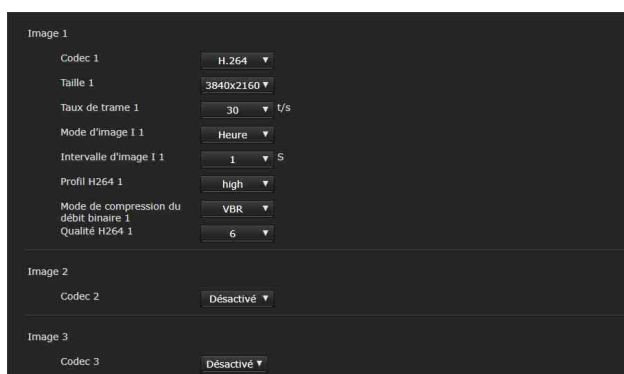 Image 1
Codec 1 H.264
Taille 1 3840x2160
Taux de trame 1 30 t/s
Mode d'image I 1 Heure
Intervalle d'image I 1 1 S
Profil H264 1 high
Mode de compression du
débit binaire 1 VBR
Qualité H264 1 6
Image 2
Codec 2 Désactivé
Image 3
Codec 3 Désactivé